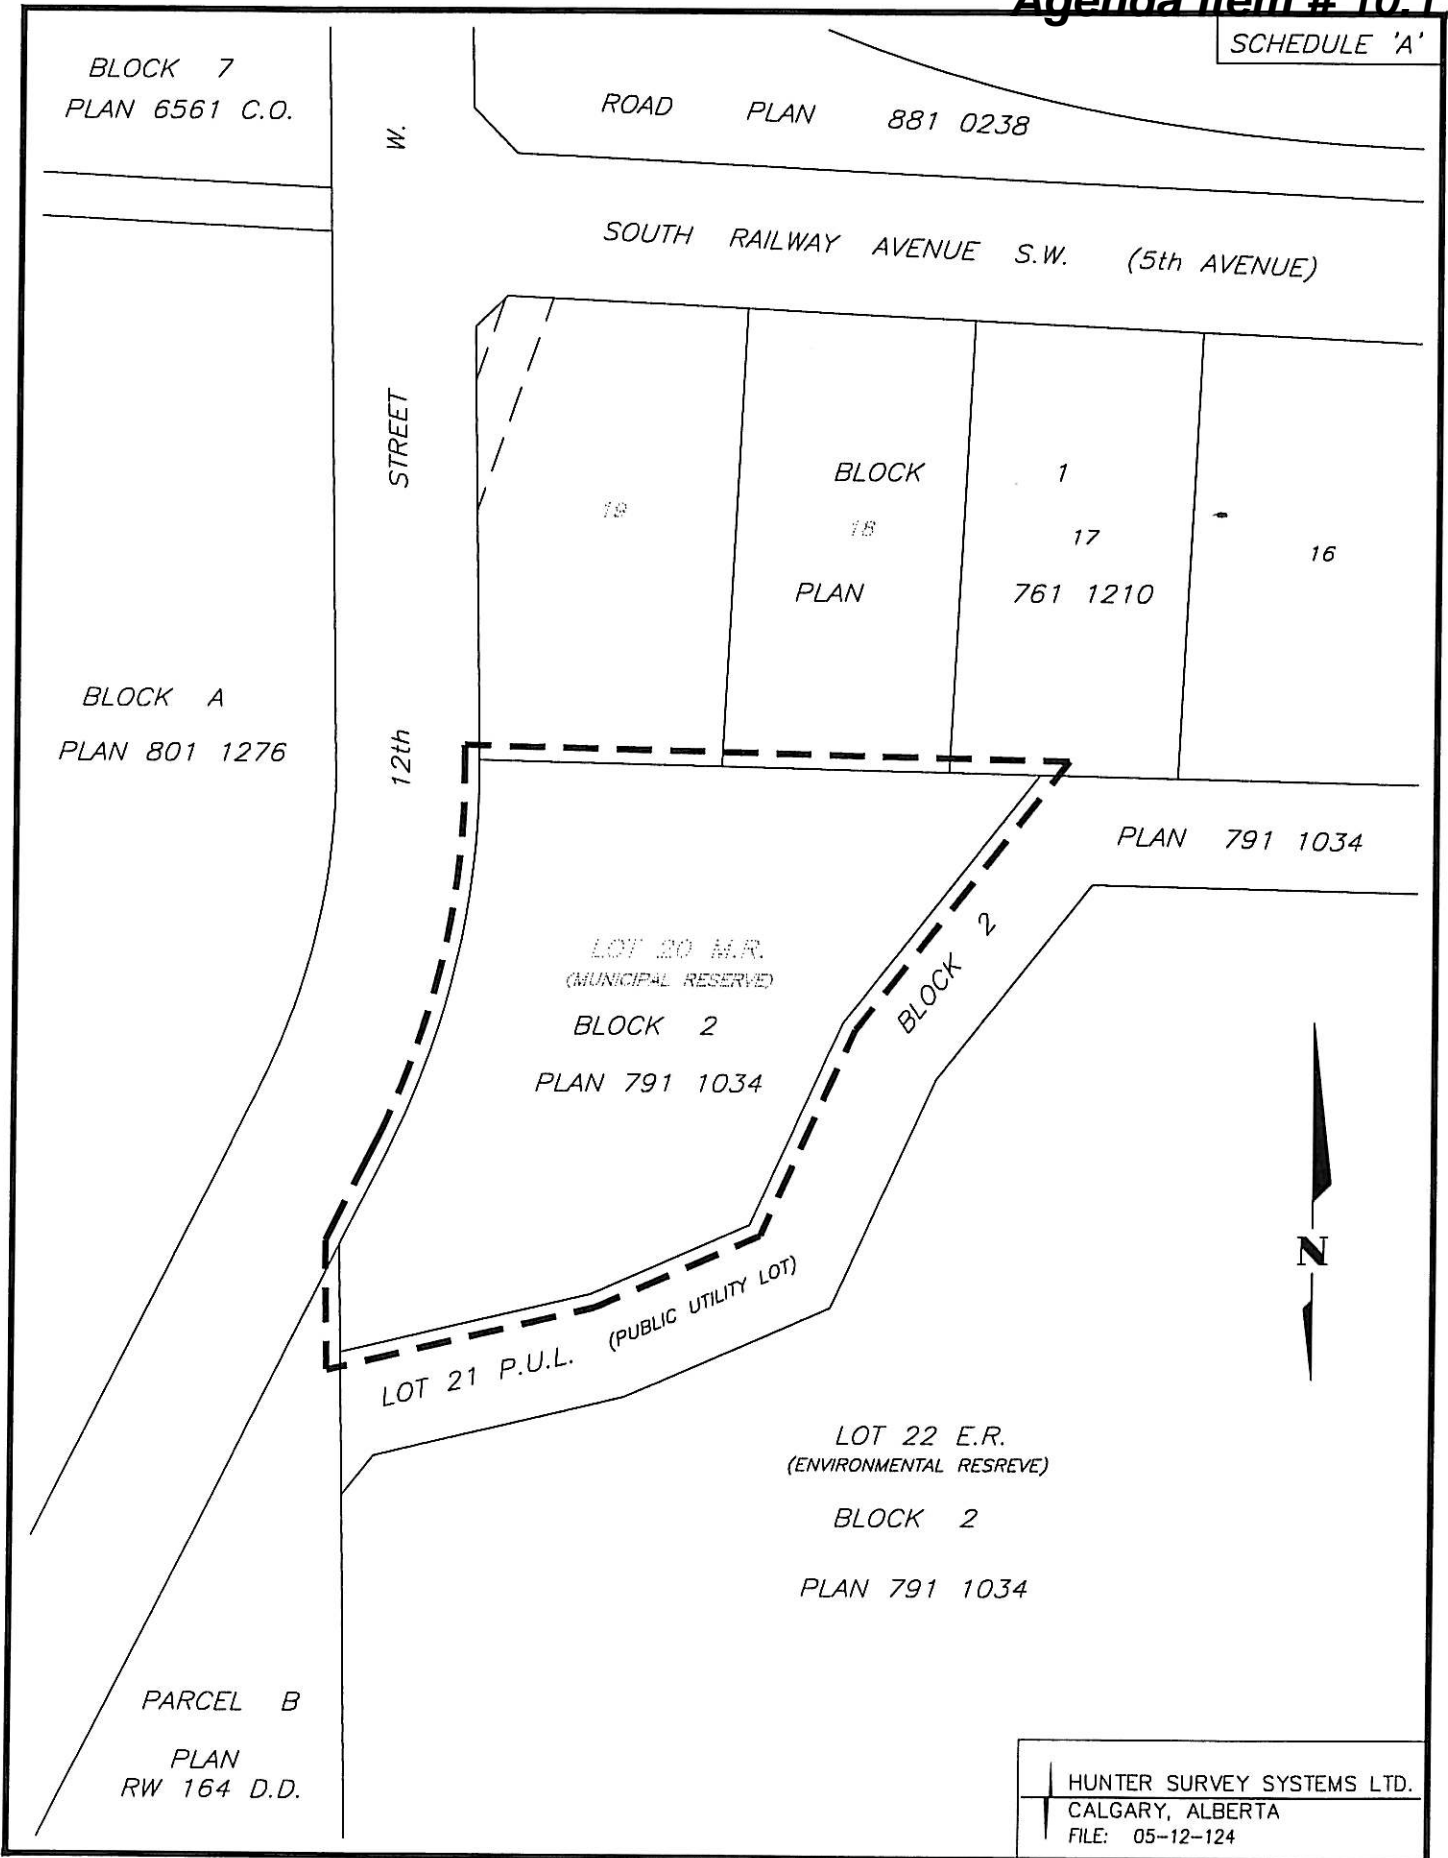 Agenda Item # 10.1
SCHEDULE 'A'
BLOCK 7
PLAN 6561 C.O.
ROAD PLAN 881 0238
SOUTH RAILWAY AVENUE S.W. (5th AVENUE)
12th STREET W.
BLOCK 1
19
18
17
16
PLAN 761 1210
BLOCK A
PLAN 801 1276
PLAN 791 1034
BLOCK 2
LOT 20 M.R.
(MUNICIPAL RESERVE)
BLOCK 2
PLAN 791 1034
LOT 21 P.U.L. (PUBLIC UTILITY LOT)
N
LOT 22 E.R.
(ENVIRONMENTAL RESREVE)
BLOCK 2
PLAN 791 1034
PARCEL B
PLAN
RW 164 D.D.
HUNTER SURVEY SYSTEMS LTD.
CALGARY, ALBERTA
FILE: 05-12-124